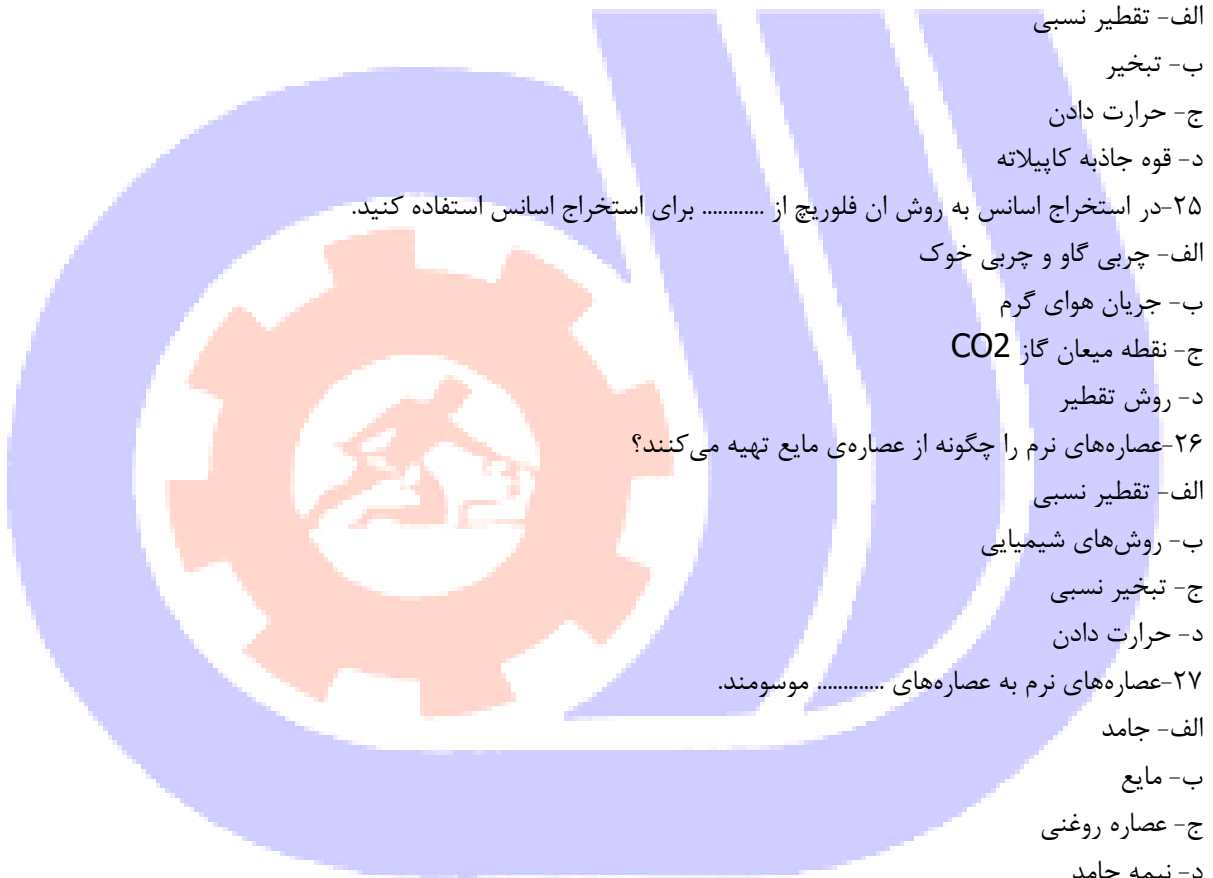 الف- تقطیر نسبی
ب- تبخیر
ج- حرارت دادن
د- قوه جاذبه کاپیلاته
۲۵-در استخراج اسانس به روش ان فلوریچ از ............ برای استخراج اسانس استفاده کنید.
الف- چربی گاو و چربی خوک
ب- جریان هوای گرم
ج- نقطه میعان گاز CO2
د- روش تقطیر
۲۶-عصاره‌های نرم را چگونه از عصاره‌ی مایع تهیه می‌کنند؟
الف- تقطیر نسبی
ب- روش‌های شیمیایی
ج- تبخیر نسبی
د- حرارت دادن
۲۷-عصاره‌های نرم به عصاره‌های ............. موسومند.
الف- جامد
ب- مایع
ج- عصاره روغنی
د- نیمه جامد